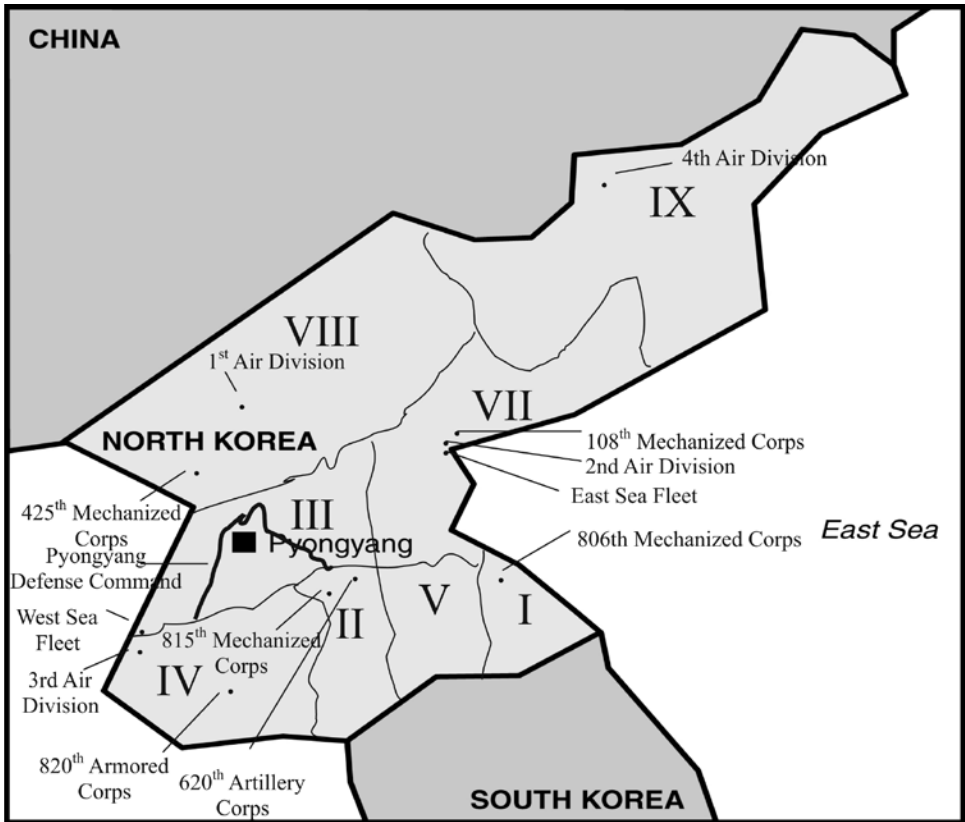 CHINA
4th Air Division
IX
VIII
1st Air Division
VII
NORTH KOREA
108th Mechanized Corps
2nd Air Division
East Sea Fleet
425th Mechanized
Corps
III
East Sea
806th Mechanized Corps
Pyongyang
Pyongyang
Defense Command
V
I
II
West Sea
Fleet
815th Mechanized
Corps
IV
3rd Air
Division
820th Armored
Corps
620th Artillery
Corps
SOUTH KOREA